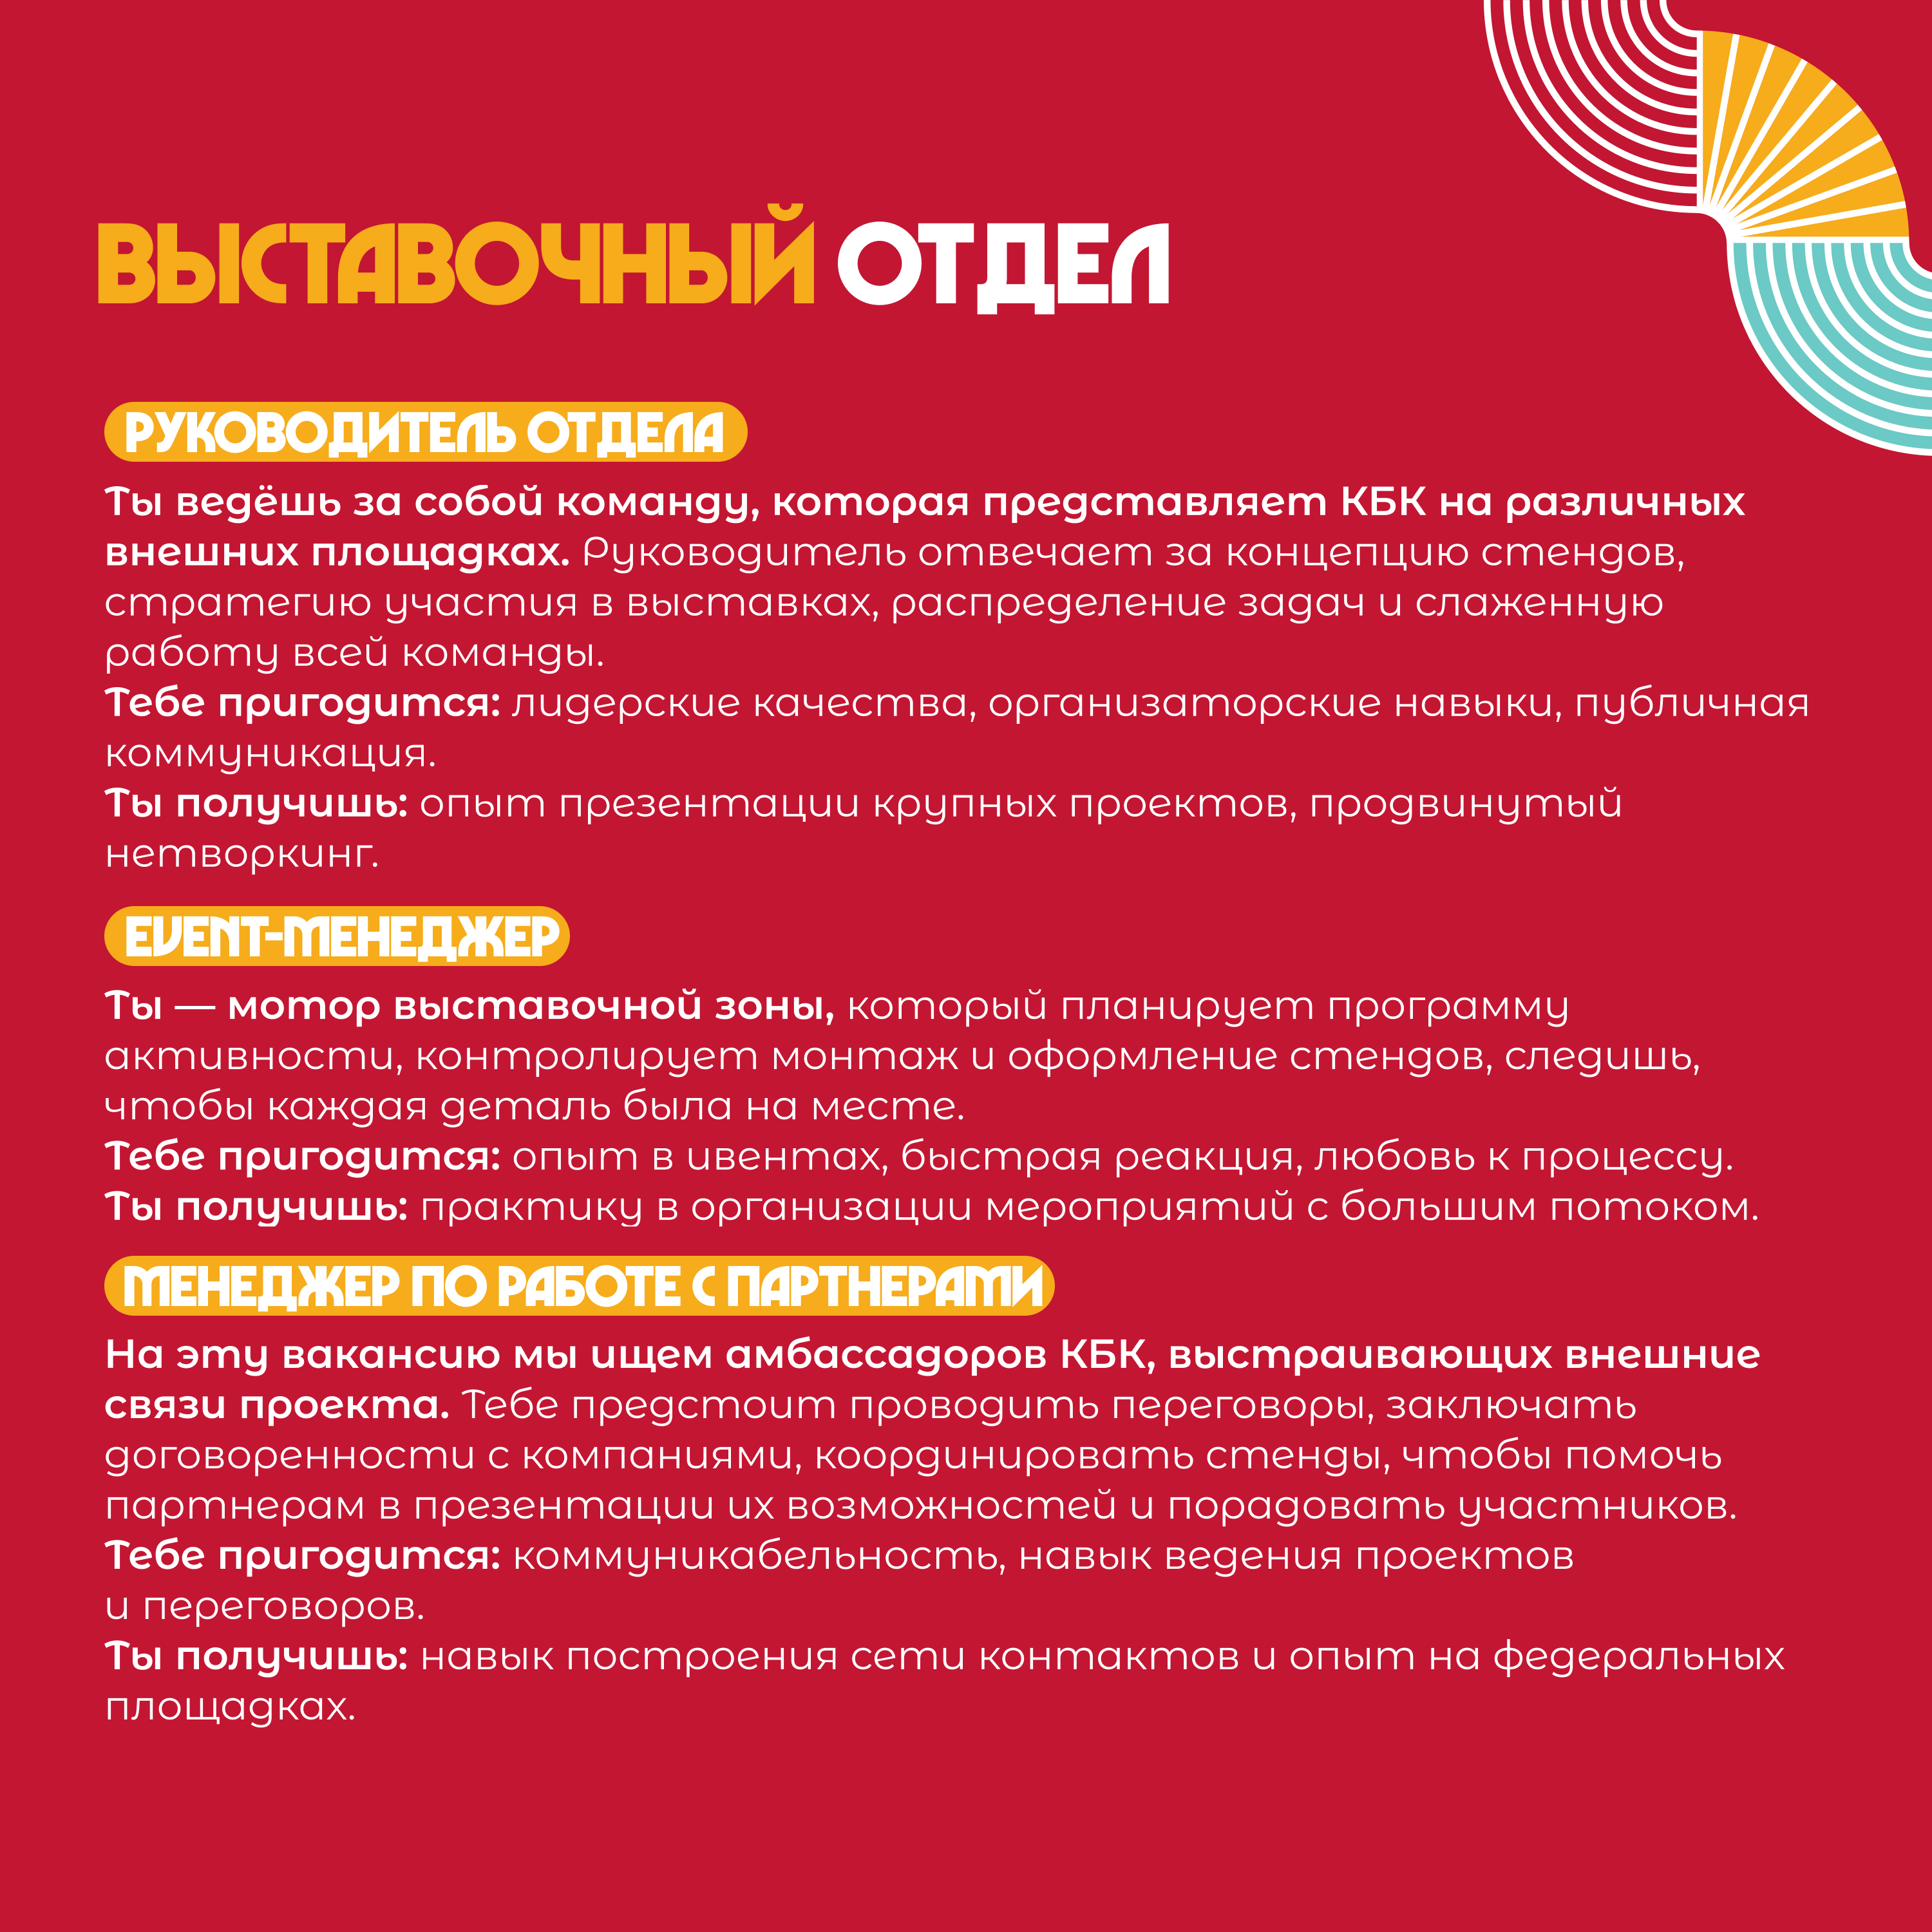 ВЫСТАВОЧНЫЙ ОТДЕЛ
РУКОВОДИТЕЛЬ ОТДЕЛА
Ты ведёшь за собой команду, которая представляет КБК на различных
внешних площадках. Руководитель отвечает за концепцию стендов,
стратегию участия в выставках, распределение задач и слаженную
работу всей команды.
Тебе пригодится: лидерские качества, организаторские навыки, публичная
коммуникация.
Ты получишь: опыт презентации крупных проектов, продвинутый
нетворкинг.
EVENT-МЕНЕДЖЕР
Ты — мотор выставочной зоны, который планирует программу
активности, контролирует монтаж и оформление стендов, следишь,
чтобы каждая деталь была на месте.
Тебе пригодится: опыт в ивентах, быстрая реакция, любовь к процессу.
Ты получишь: практику в организации мероприятий с большим потоком.
МЕНЕДЖЕР ПО РАБОТЕ С ПАРТНЕРАМИ
На эту вакансию мы ищем амбассадоров КБК, выстраивающих внешние
связи проекта. Тебе предстоит проводить переговоры, заключать
договоренности с компаниями, координировать стенды, чтобы помочь
партнерам в презентации их возможностей и порадовать участников.
Тебе пригодится: коммуникабельность, навык ведения проектов
и переговоров.
Ты получишь: навык построения сети контактов и опыт на федеральных
площадках.